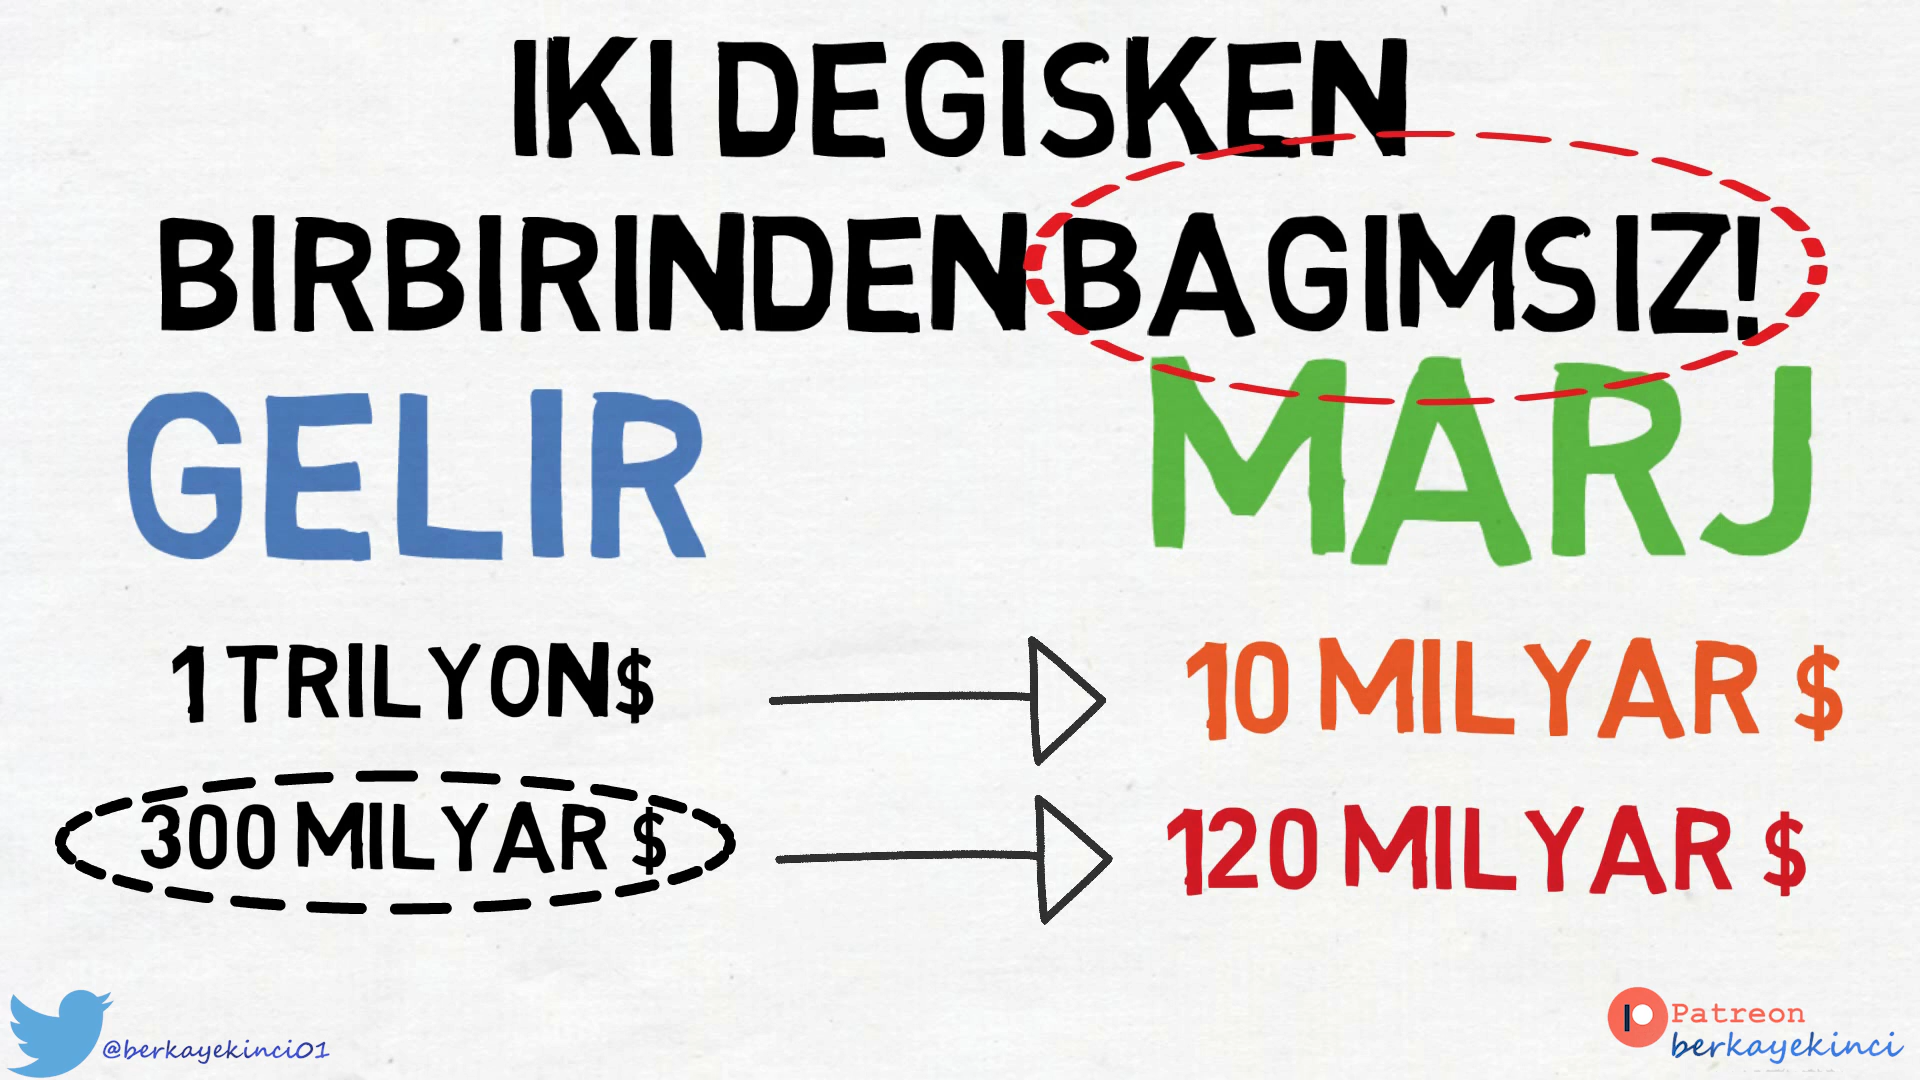 IKI DEGISKEN
BIRBIRINDEN BAGIMSIZ!
GELIR MARJ
1 TRILYON$ 10 MILYAR $
300 MILYAR $ 120 MILYAR $
@berkayekinci01
Patreon
berkayekinci